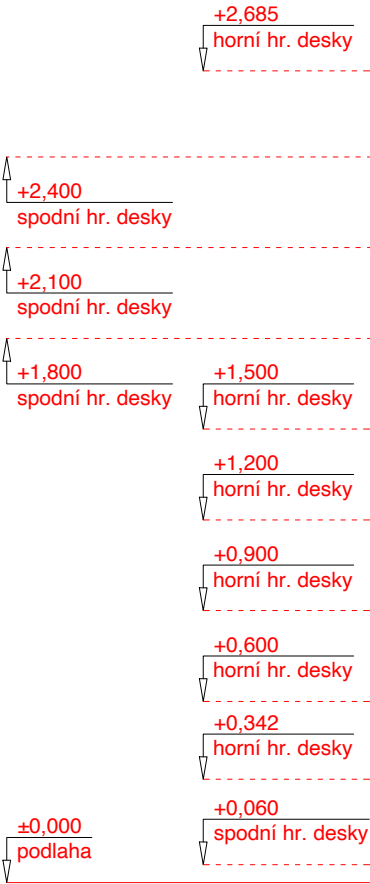 +2,685
horní hr. desky
+2,400
spodní hr. desky
+2,100
spodní hr. desky
+1,800
spodní hr. desky
+1,500
horní hr. desky
+1,200
horní hr. desky
+0,900
horní hr. desky
+0,600
horní hr. desky
+0,342
horní hr. desky
+0,060
spodní hr. desky
±0,000
podlaha